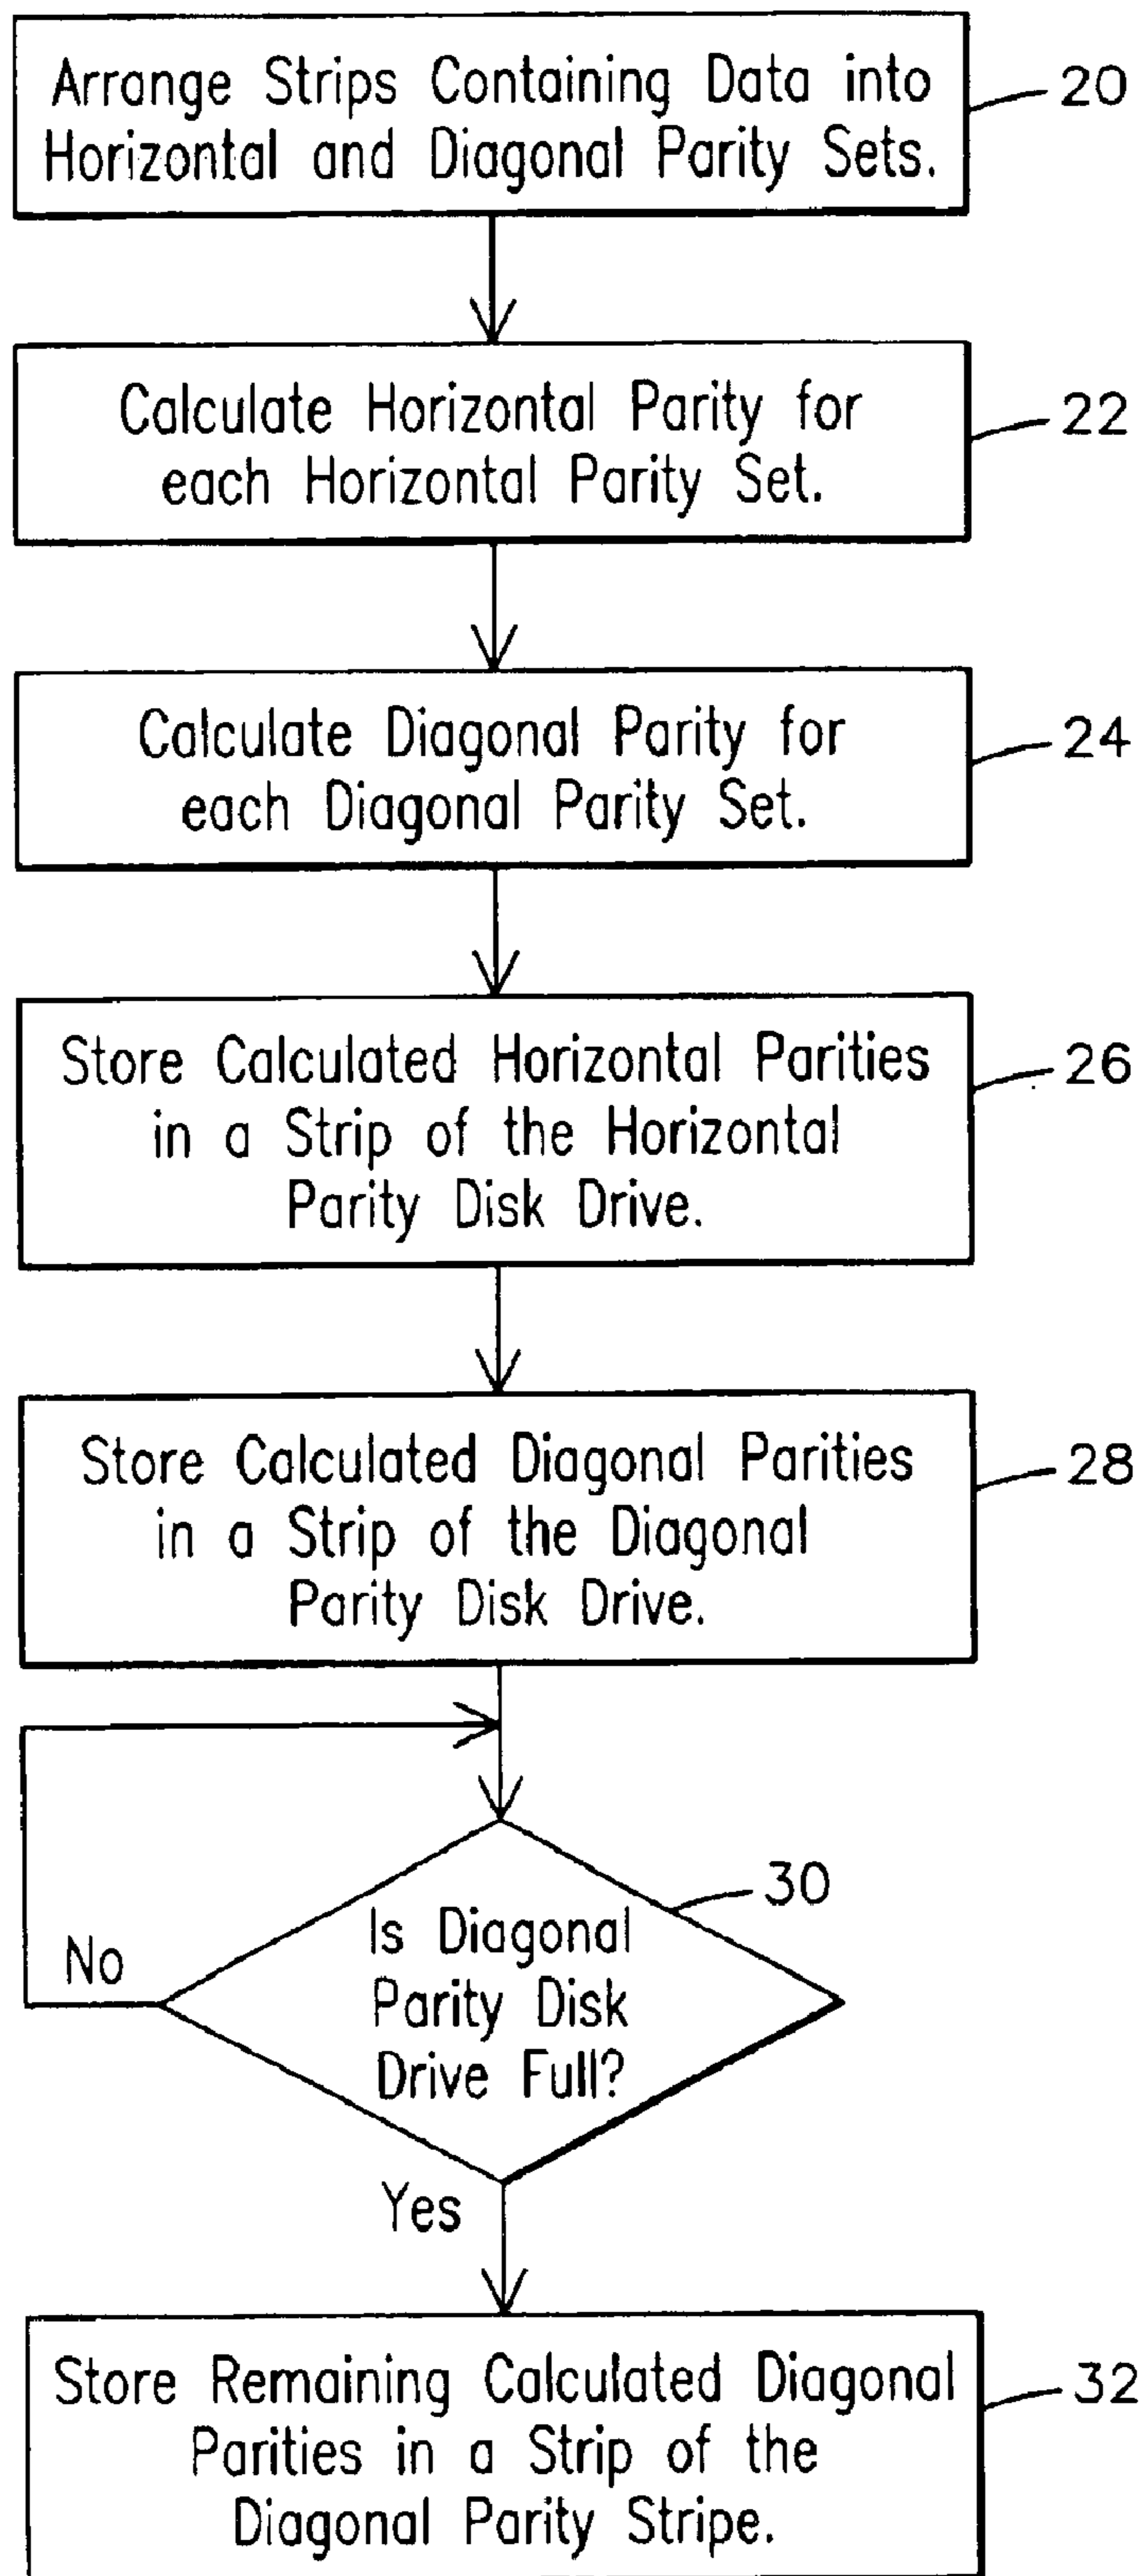 Arrange Strips Containing Data into
Horizontal and Diagonal Parity Sets.
20
Calculate Horizontal Parity for
each Horizontal Parity Set.
22
Calculate Diagonal Parity for
each Diagonal Parity Set.
24
Store Calculated Horizontal Parities
in a Strip of the Horizontal
Parity Disk Drive.
26
Store Calculated Diagonal Parities
in a Strip of the Diagonal
Parity Disk Drive.
28
Is Diagonal
Parity Disk
Drive Full?
30
No
Yes
Store Remaining Calculated Diagonal
Parities in a Strip of the
Diagonal Parity Stripe.
32